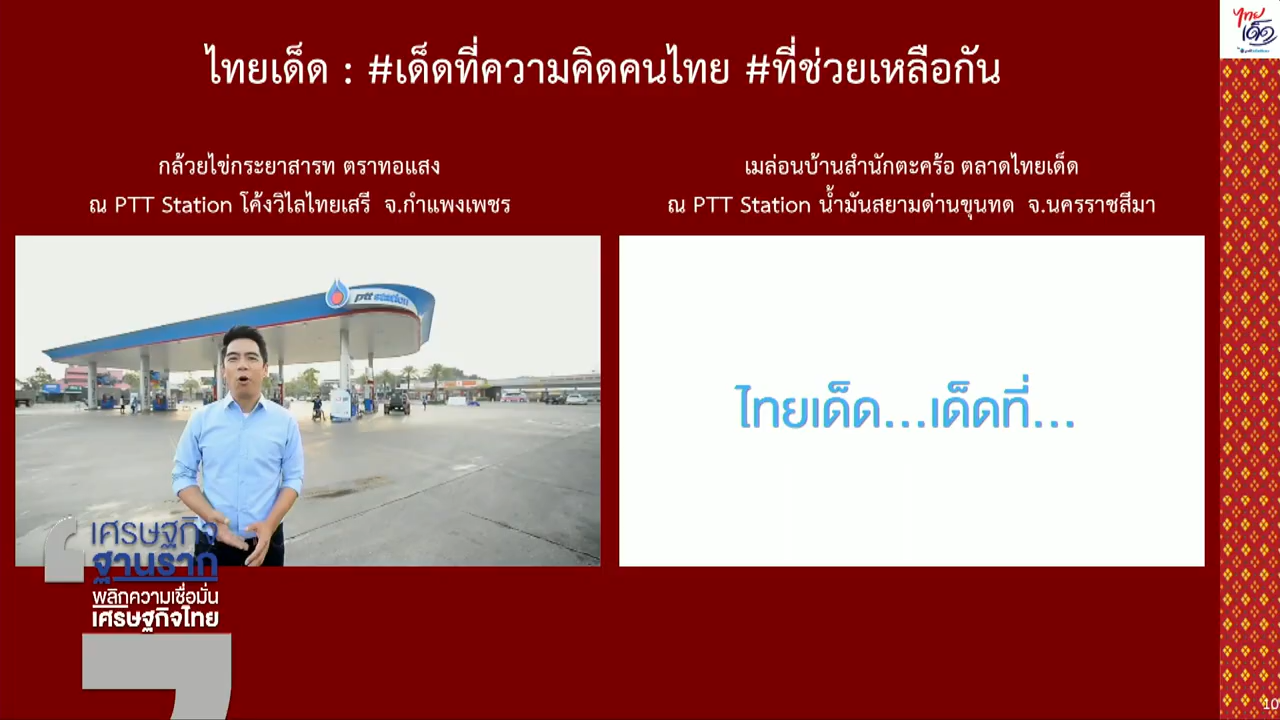 ไทยเด็ด : #เด็ดที่ความคิดคนไทย #ที่ช่วยเหลือกัน
ไทยเด็ด
กล้วยไข่กระยาสารท ตราทอแสง
ณ PTT Station โค้งวิไลไทยเสรี จ.กำแพงเพชร
เมล่อนบ้านสำนักตะคร้อ ตลาดไทยเด็ด
ณ PTT Station น้ำมันสยามด่านขุนทด จ.นครราชสีมา
ptt station
ไทยเด็ด...เด็ดที่...
เศรษฐกิจ
ฐานราก
พลิกความเชื่อมั่น
เศรษฐกิจไทย
10